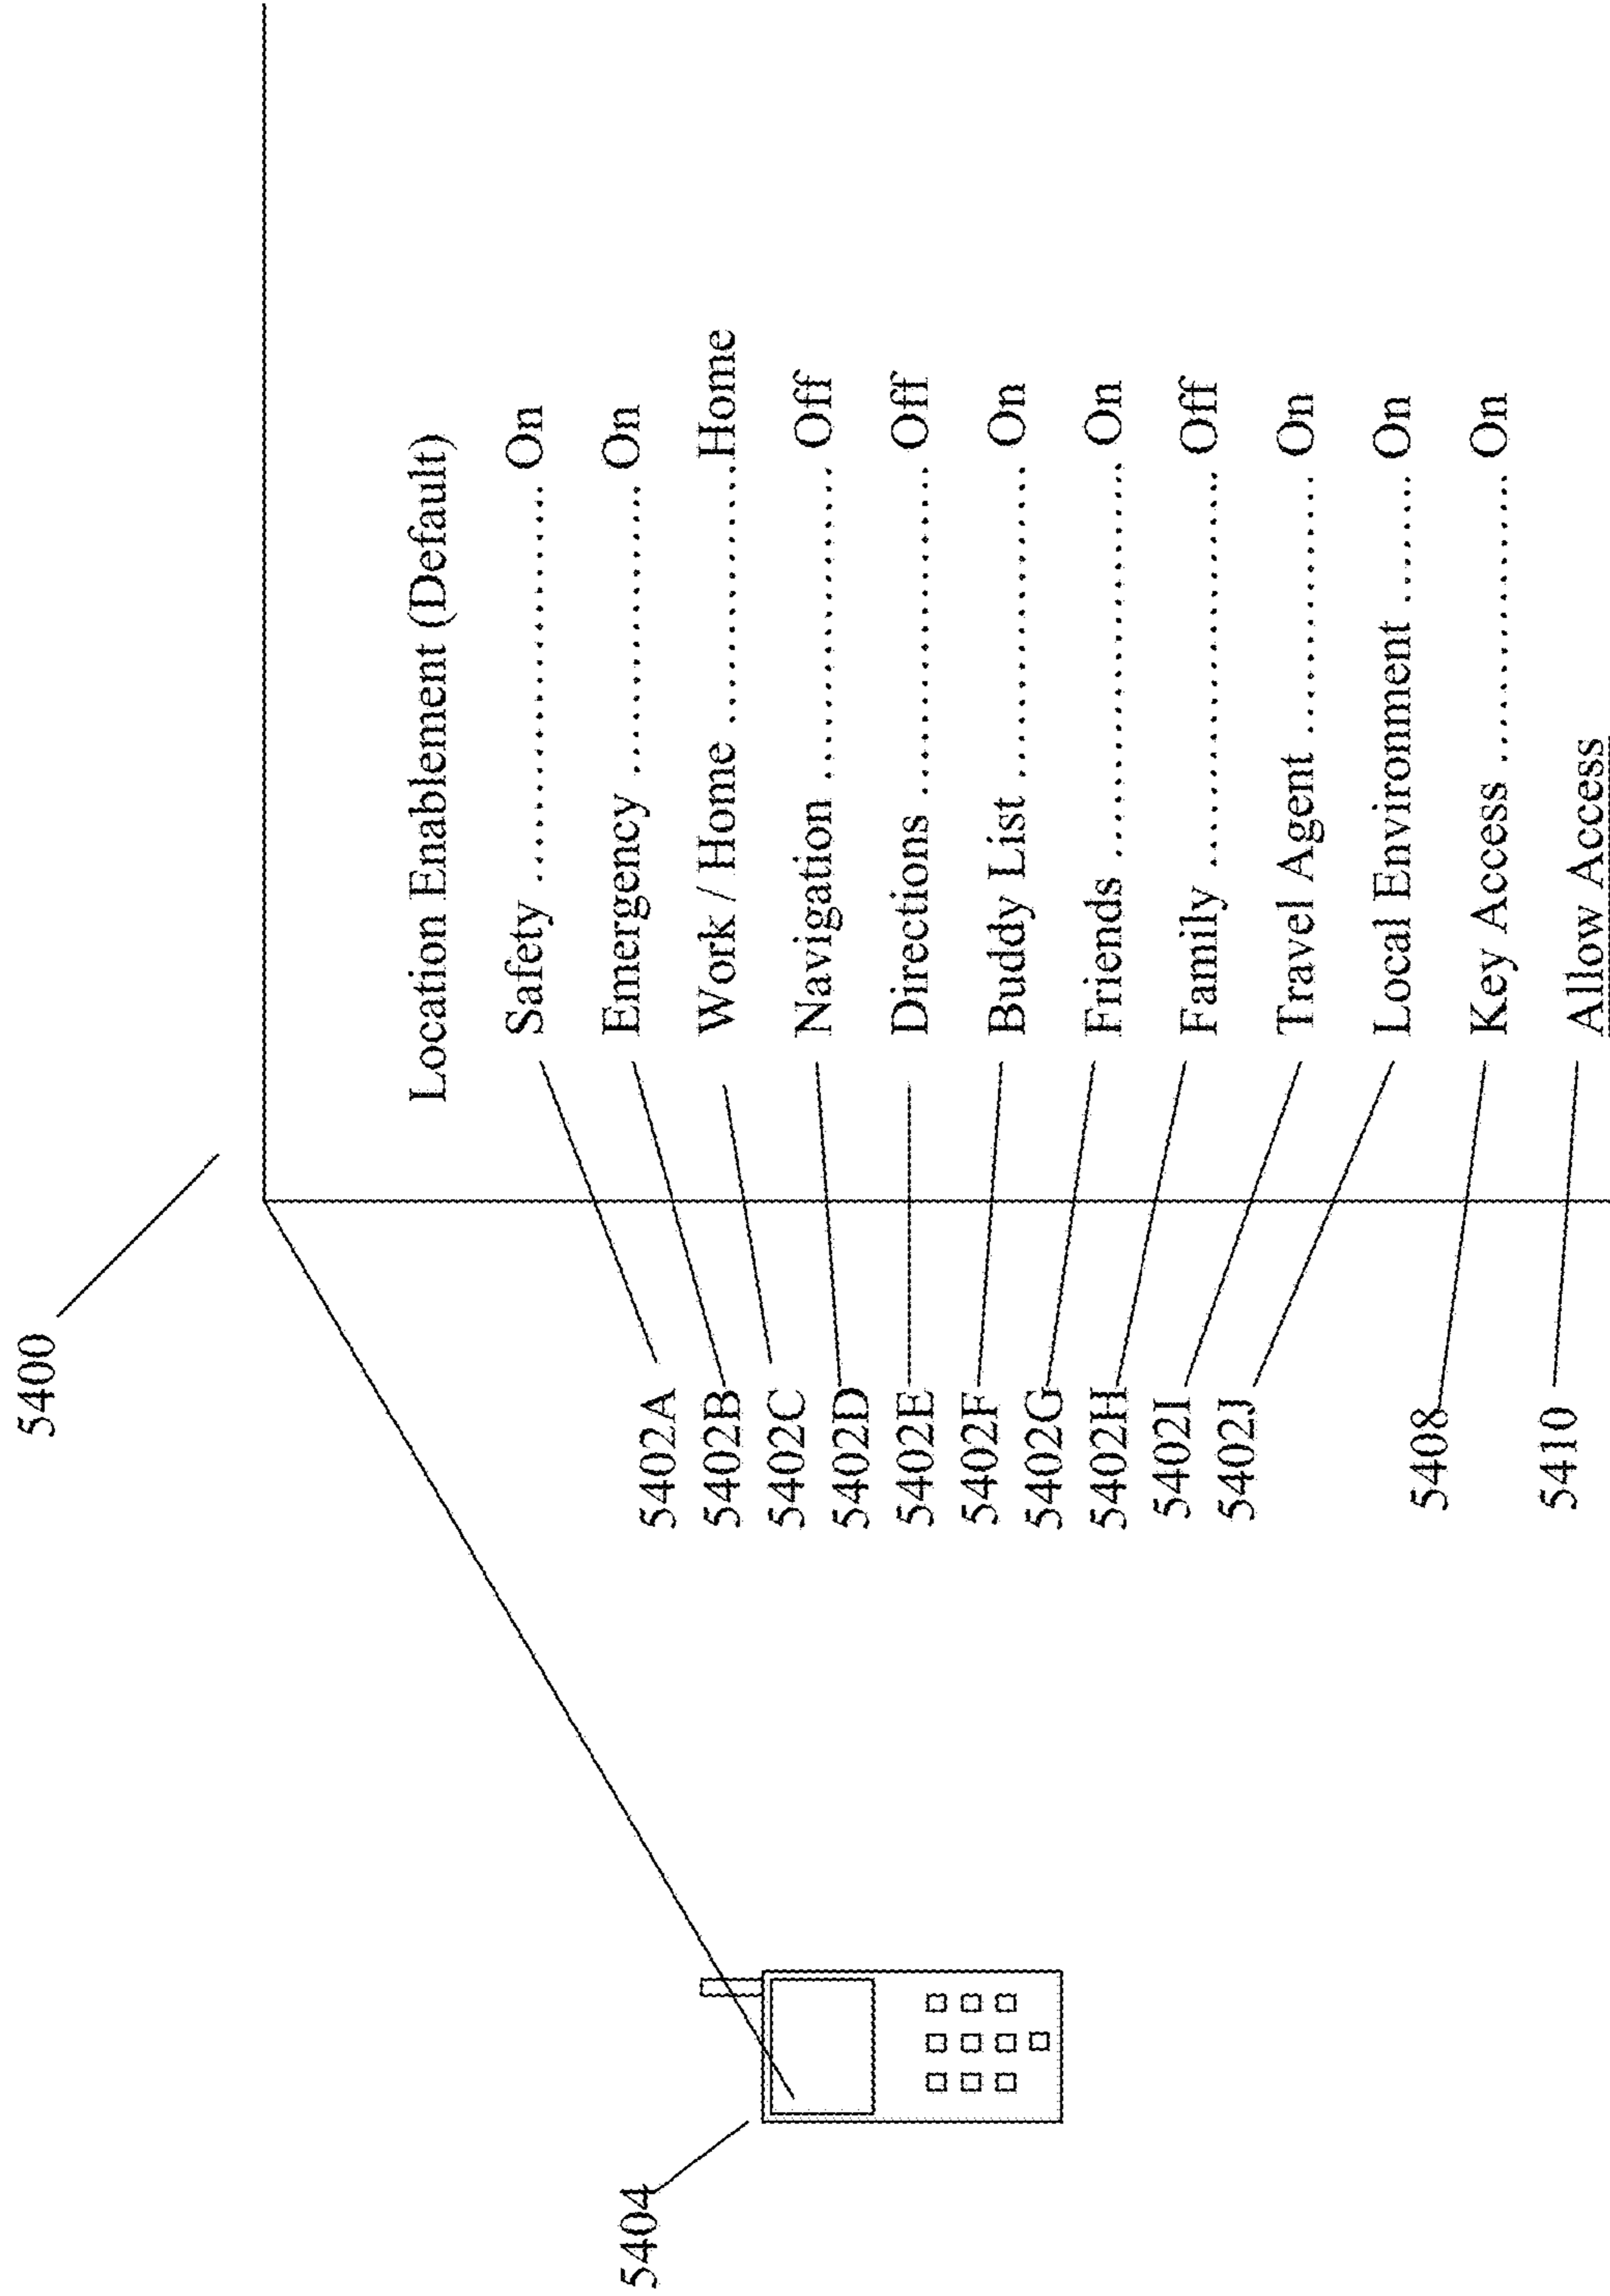 5400
Location Enablement (Default)
5402A Safety .............................. On
5402B Emergency ...................... On
5402C Work / Home ...................Home
5402D Navigation ........................ Off
5402E Directions ......................... Off
5402F Buddy List ........................ On
5402G Friends .............................. On
5402H Family .............................. Off
5402I Travel Agent .................... On
5402J Local Environment ......... On
5408 Key Access ....................... On
5410 Allow Access
5404